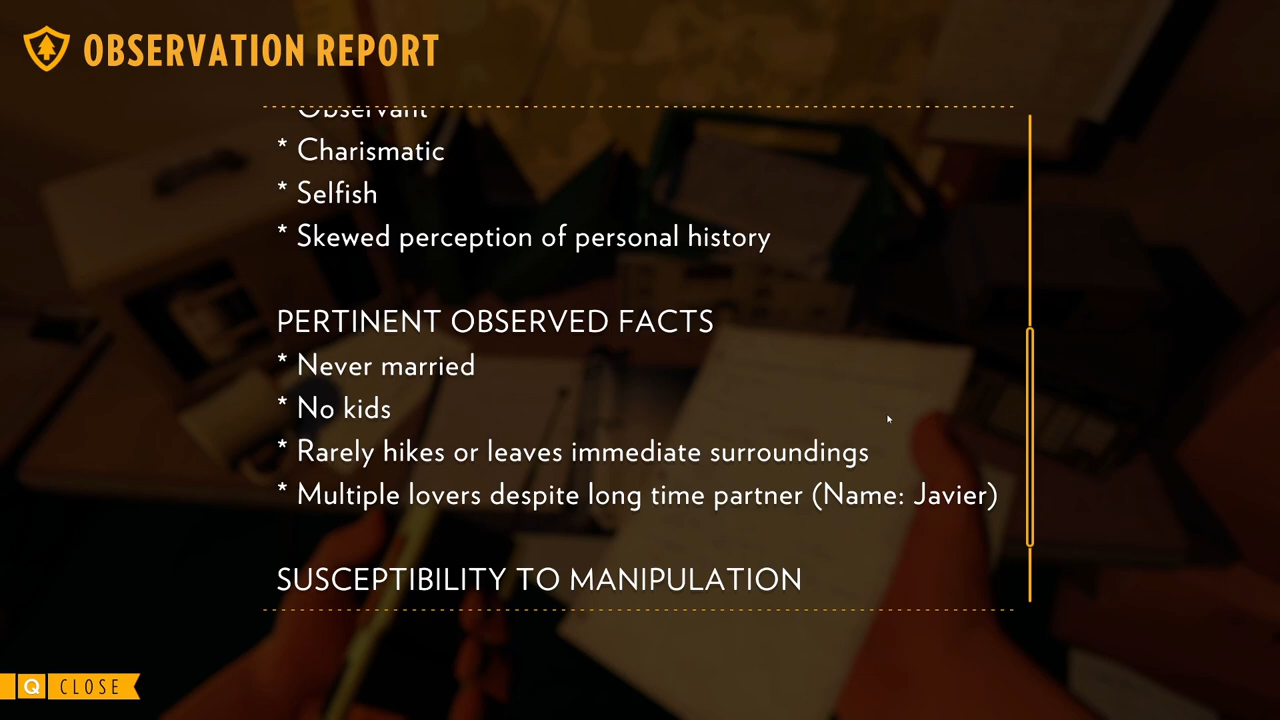 OBSERVATION REPORT
Observant
* Charismatic
* Selfish
* Skewed perception of personal history
PERTINENT OBSERVED FACTS
* Never married
* No kids
* Rarely hikes or leaves immediate surroundings
* Multiple lovers despite long time partner (Name: Javier)
SUSCEPTIBILITY TO MANIPULATION
Q CLOSE